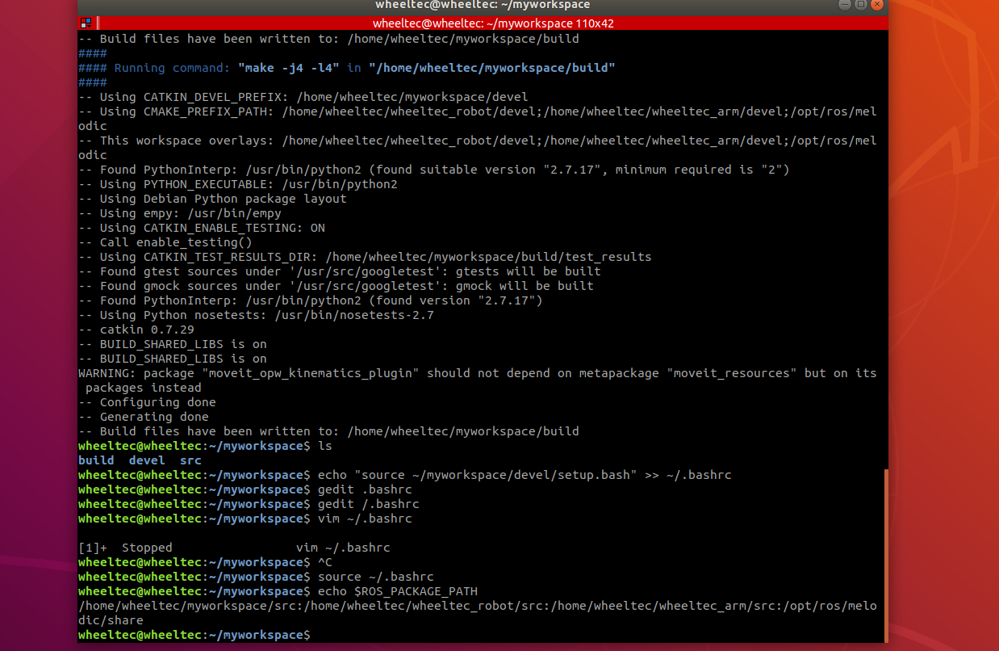 wheeltec@wheeltec: ~/myworkspace
wheeltec@wheeltec: ~/myworkspace 110x42
-- Build files have been written to: /home/wheeltec/myworkspace/build
####
#### Running command: "make -j4 -l4" in "/home/wheeltec/myworkspace/build"
####
-- Using CATKIN_DEVEL_PREFIX: /home/wheeltec/myworkspace/devel
-- Using CMAKE_PREFIX_PATH: /home/wheeltec/wheeltec_robot/devel;/home/wheeltec/wheeltec_arm/devel;/opt/ros/mel
odic
-- This workspace overlays: /home/wheeltec/wheeltec_robot/devel;/home/wheeltec/wheeltec_arm/devel;/opt/ros/mel
odic
-- Found PythonInterp: /usr/bin/python2 (found suitable version "2.7.17", minimum required is "2")
-- Using PYTHON_EXECUTABLE: /usr/bin/python2
-- Using Debian Python package layout
-- Using empy: /usr/bin/empy
-- Using CATKIN_ENABLE_TESTING: ON
-- Call enable_testing()
-- Using CATKIN_TEST_RESULTS_DIR: /home/wheeltec/myworkspace/build/test_results
-- Found gtest sources under '/usr/src/googletest': gtests will be built
-- Found gmock sources under '/usr/src/googletest': gmock will be built
-- Found PythonInterp: /usr/bin/python2 (found version "2.7.17")
-- Using Python nosetests: /usr/bin/nosetests-2.7
-- catkin 0.7.29
-- BUILD_SHARED_LIBS is on
-- BUILD_SHARED_LIBS is on
WARNING: package "moveit_opw_kinematics_plugin" should not depend on metapackage "moveit_resources" but on its
 packages instead
-- Configuring done
-- Generating done
-- Build files have been written to: /home/wheeltec/myworkspace/build
wheeltec@wheeltec:~/myworkspace$ ls
build  devel  src
wheeltec@wheeltec:~/myworkspace$ echo "source ~/myworkspace/devel/setup.bash" >> ~/.bashrc
wheeltec@wheeltec:~/myworkspace$ gedit .bashrc
wheeltec@wheeltec:~/myworkspace$ gedit /.bashrc
wheeltec@wheeltec:~/myworkspace$ vim ~/.bashrc
[1]+  Stopped                 vim ~/.bashrc
wheeltec@wheeltec:~/myworkspace$ ^C
wheeltec@wheeltec:~/myworkspace$ source ~/.bashrc
wheeltec@wheeltec:~/myworkspace$ echo $ROS_PACKAGE_PATH
/home/wheeltec/myworkspace/src:/home/wheeltec/wheeltec_robot/src:/home/wheeltec/wheeltec_arm/src:/opt/ros/melo
dic/share
wheeltec@wheeltec:~/myworkspace$